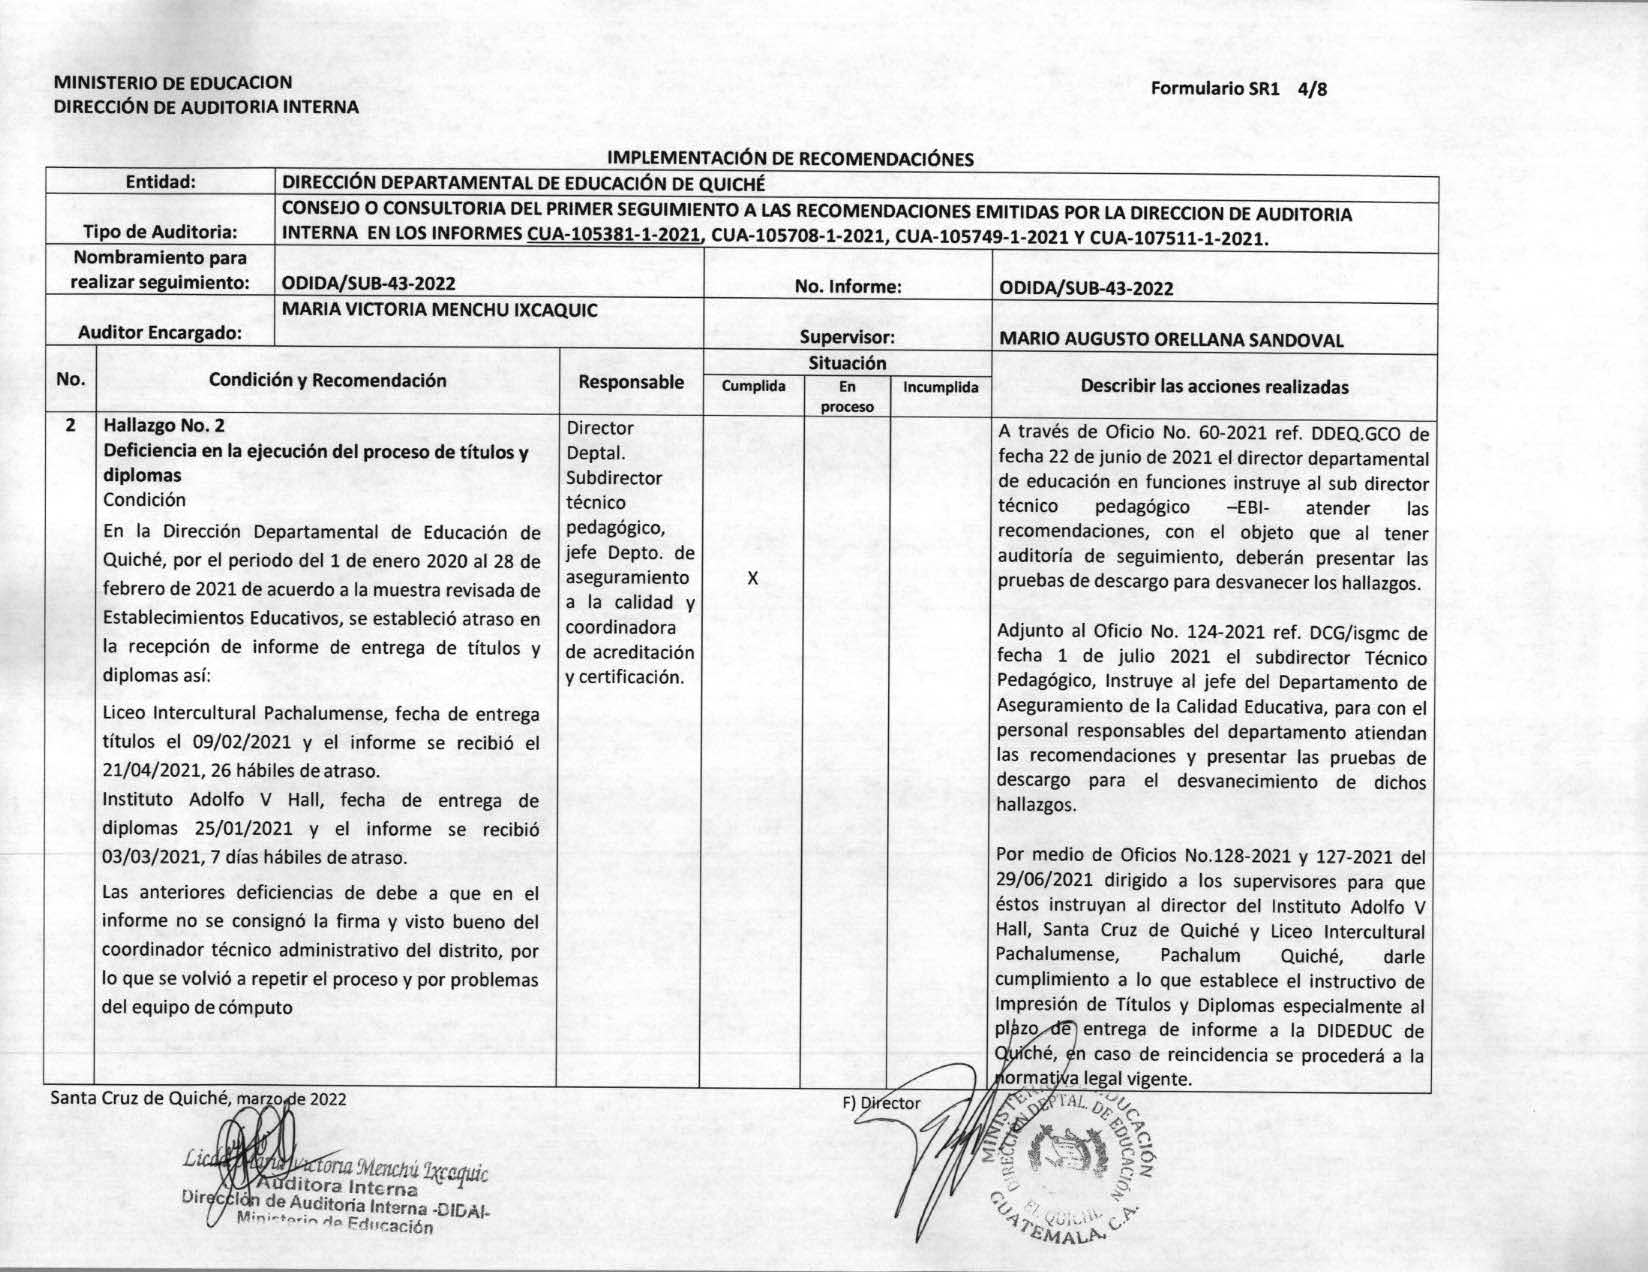 MINISTERIO DE EDUCACION
DIRECCIÓN DE AUDITORIA INTERNA
Formulario SR1 4/8
IMPLEMENTACIÓN DE RECOMENDACIÓNES
Entidad:
DIRECCIÓN DEPARTAMENTAL DE EDUCACIÓN DE QUICHÉ
Tipo de Auditoria:
CONSEJO O CONSULTORIA DEL PRIMER SEGUIMIENTO A LAS RECOMENDACIONES EMITIDAS POR LA DIRECCION DE AUDITORIA
INTERNA EN LOS INFORMES CUA-105381-1-2021, CUA-105708-1-2021, CUA-105749-1-2021 Y CUA-107511-1-2021.
Nombramiento para
realizar seguimiento:
ODIDA/SUB-43-2022
No. Informe:
ODIDA/SUB-43-2022
Auditor Encargado:
MARIA VICTORIA MENCHU IXCAQUIC
Supervisor:
MARIO AUGUSTO ORELLANA SANDOVAL
No.
Condición y Recomendación
Responsable
Situación
Cumplida
En
proceso
Incumplida
Describir las acciones realizadas
2
Hallazgo No. 2
Deficiencia en la ejecución del proceso de títulos y
diplomas
Condición
En la Dirección Departamental de Educación de
Quiché, por el periodo del 1 de enero 2020 al 28 de
febrero de 2021 de acuerdo a la muestra revisada de
Establecimientos Educativos, se estableció atraso en
la recepción de informe de entrega de títulos y
diplomas así:
Liceo Intercultural Pachalumense, fecha de entrega
títulos el 09/02/2021 y el informe se recibió el
21/04/2021, 26 hábiles de atraso.
Instituto Adolfo V Hall, fecha de entrega de
diplomas 25/01/2021 y el informe se recibió
03/03/2021, 7 días hábiles de atraso.
Las anteriores deficiencias de debe a que en el
informe no se consignó la firma y visto bueno del
coordinador técnico administrativo del distrito, por
lo que se volvió a repetir el proceso y por problemas
del equipo de cómputo
Director
Deptal.
Subdirector
técnico
pedagógico,
jefe Depto. de
aseguramiento
a la calidad y
coordinadora
de acreditación
y certificación.
X
A través de Oficio No. 60-2021 ref. DDEQ.GCO de
fecha 22 de junio de 2021 el director departamental
de educación en funciones instruye al sub director
técnico pedagógico –EBI- atender las
recomendaciones, con el objeto que al tener
auditoría de seguimiento, deberán presentar las
pruebas de descargo para desvanecer los hallazgos.
Adjunto al Oficio No. 124-2021 ref. DCG/isgmc de
fecha 1 de julio 2021 el subdirector Técnico
Pedagógico, Instruye al jefe del Departamento de
Aseguramiento de la Calidad Educativa, para con el
personal responsables del departamento atiendan
las recomendaciones y presentar las pruebas de
descargo para el desvanecimiento de dichos
hallazgos.
Por medio de Oficios No.128-2021 y 127-2021 del
29/06/2021 dirigido a los supervisores para que
éstos instruyan al director del Instituto Adolfo V
Hall, Santa Cruz de Quiché y Liceo Intercultural
Pachalumense, Pachalum Quiché, darle
cumplimiento a lo que establece el instructivo de
Impresión de Títulos y Diplomas especialmente al
plazo de entrega de informe a la DIDEDUC de
Quiché, en caso de reincidencia se procederá a la
normativa legal vigente.
Santa Cruz de Quiché, marzo de 2022
F) Director
Licda. María Victoria Menchú Ixcaquic
Auditora Interna
Dirección de Auditoría Interna -DIDAI-
Ministerio de Educación
MINISTERIO DE EDUCACIÓN
DIRECCIÓN DEPTAL. DE EDUCACIÓN
EL QUICHÉ
GUATEMALA, C.A.